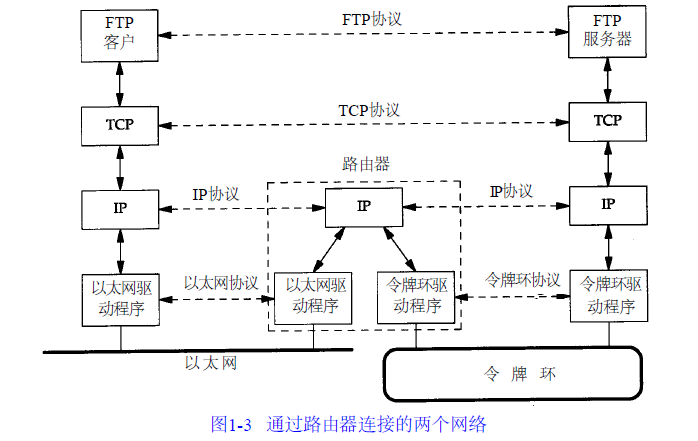 FTP
客户
FTP协议
FTP
服务器
TCP
TCP协议
TCP
路由器
IP
IP协议
IP
IP协议
IP
以太网驱
动程序
以太网协议
以太网驱
动程序
令牌环驱
动程序
令牌环协议
令牌环驱
动程序
以太网
令牌环
图1-3 通过路由器连接的两个网络